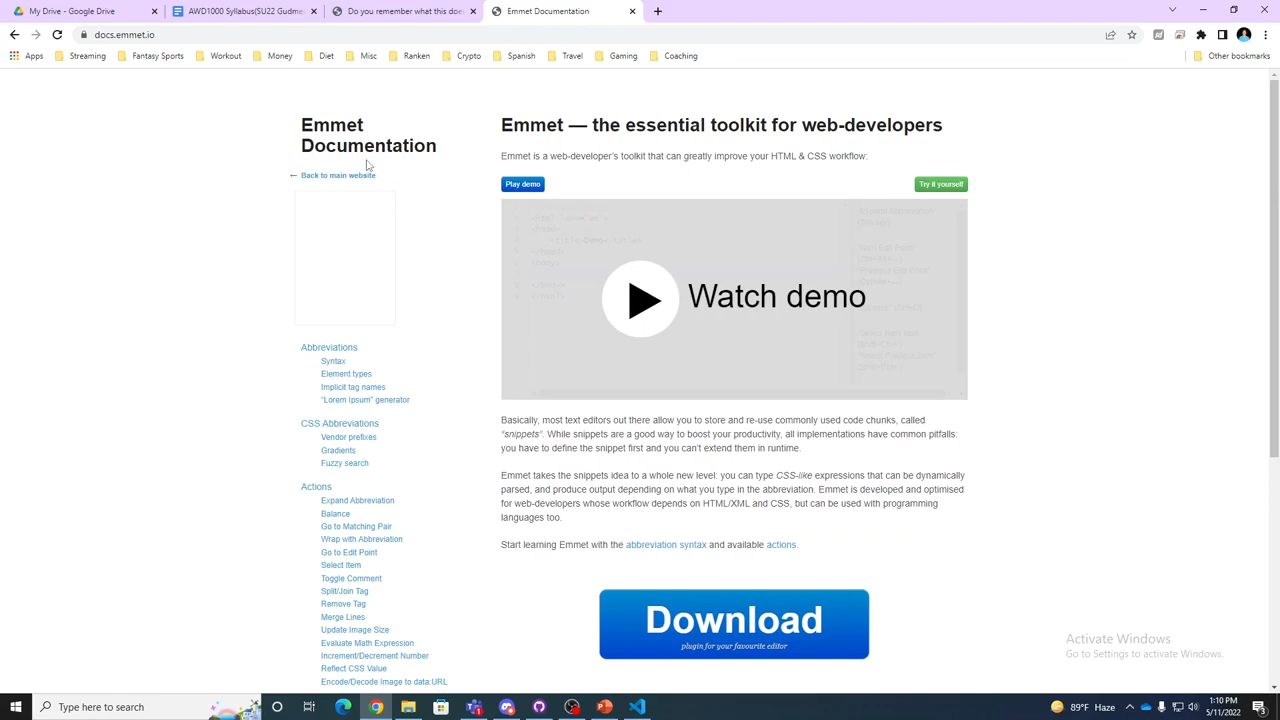 My Drive - Google Drive
AWD1000 Syllabus(SU22 Gudme
Do you remember what this doe
Emmet Documentation
docs.emmet.io
Apps
Streaming
Fantasy Sports
Workout
Money
Diet
Misc
Ranken
Crypto
Spanish
Travel
Gaming
Coaching
Other bookmarks
Emmet
Documentation
← Back to main website
Abbreviations
Syntax
Element types
Implicit tag names
“Lorem Ipsum” generator
CSS Abbreviations
Vendor prefixes
Gradients
Fuzzy search
Actions
Expand Abbreviation
Balance
Go to Matching Pair
Wrap with Abbreviation
Go to Edit Point
Select Item
Toggle Comment
Split/Join Tag
Remove Tag
Merge Lines
Update Image Size
Evaluate Math Expression
Increment/Decrement Number
Reflect CSS Value
Encode/Decode Image to data:URL
Emmet — the essential toolkit for web-developers
Emmet is a web-developer’s toolkit that can greatly improve your HTML & CSS workflow:
Play demo
Try it yourself
Watch demo
Basically, most text editors out there allow you to store and re-use commonly used code chunks, called
“snippets”. While snippets are a good way to boost your productivity, all implementations have common pitfalls:
you have to define the snippet first and you can’t extend them in runtime.
Emmet takes the snippets idea to a whole new level: you can type CSS-like expressions that can be dynamically
parsed, and produce output depending on what you type in the abbreviation. Emmet is developed and optimised
for web-developers whose workflow depends on HTML/XML and CSS, but can be used with programming
languages too.
Start learning Emmet with the abbreviation syntax and available actions.
Download
plugin for your favourite editor
Activate Windows
Go to Settings to activate Windows.
Type here to search
89°F Haze
1:10 PM
5/11/2022